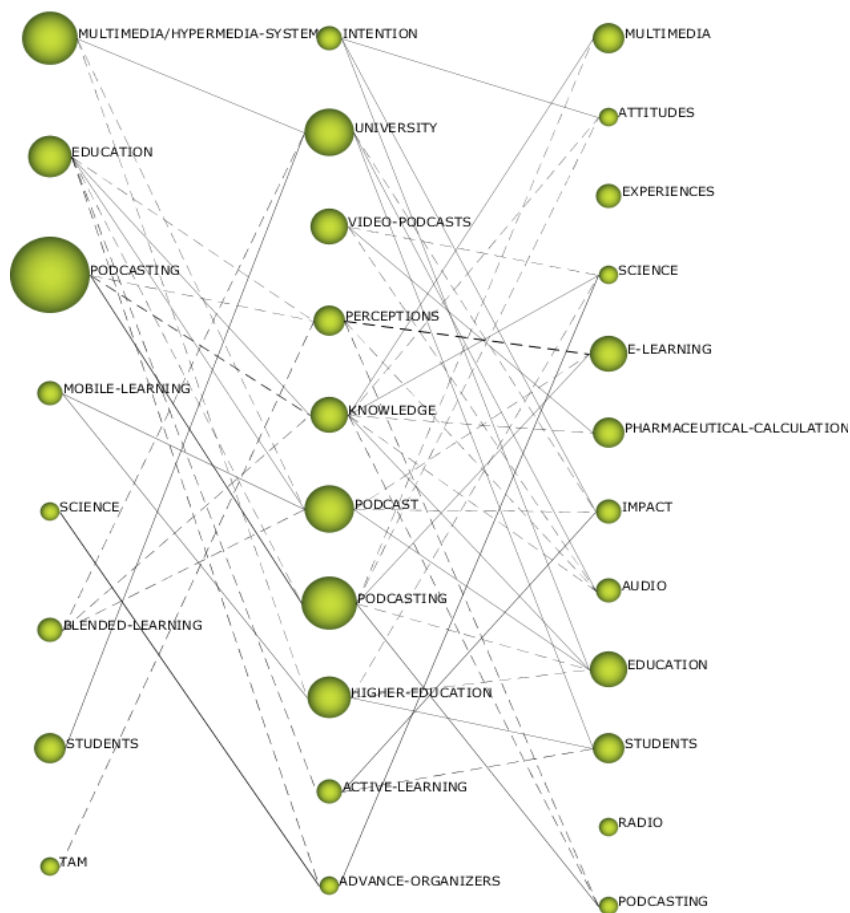 MULTIMEDIA/HYPERMEDIA-SYSTEM
EDUCATION
PODCASTING
MOBILE-LEARNING
SCIENCE
BLENDED-LEARNING
STUDENTS
TAM
INTENTION
UNIVERSITY
VIDEO-PODCASTS
PERCEPTIONS
KNOWLEDGE
PODCAST
PODCASTING
HIGHER-EDUCATION
ACTIVE-LEARNING
ADVANCE-ORGANIZERS
MULTIMEDIA
ATTITUDES
EXPERIENCES
SCIENCE
E-LEARNING
PHARMACEUTICAL-CALCULATION
IMPACT
AUDIO
EDUCATION
STUDENTS
RADIO
PODCASTING